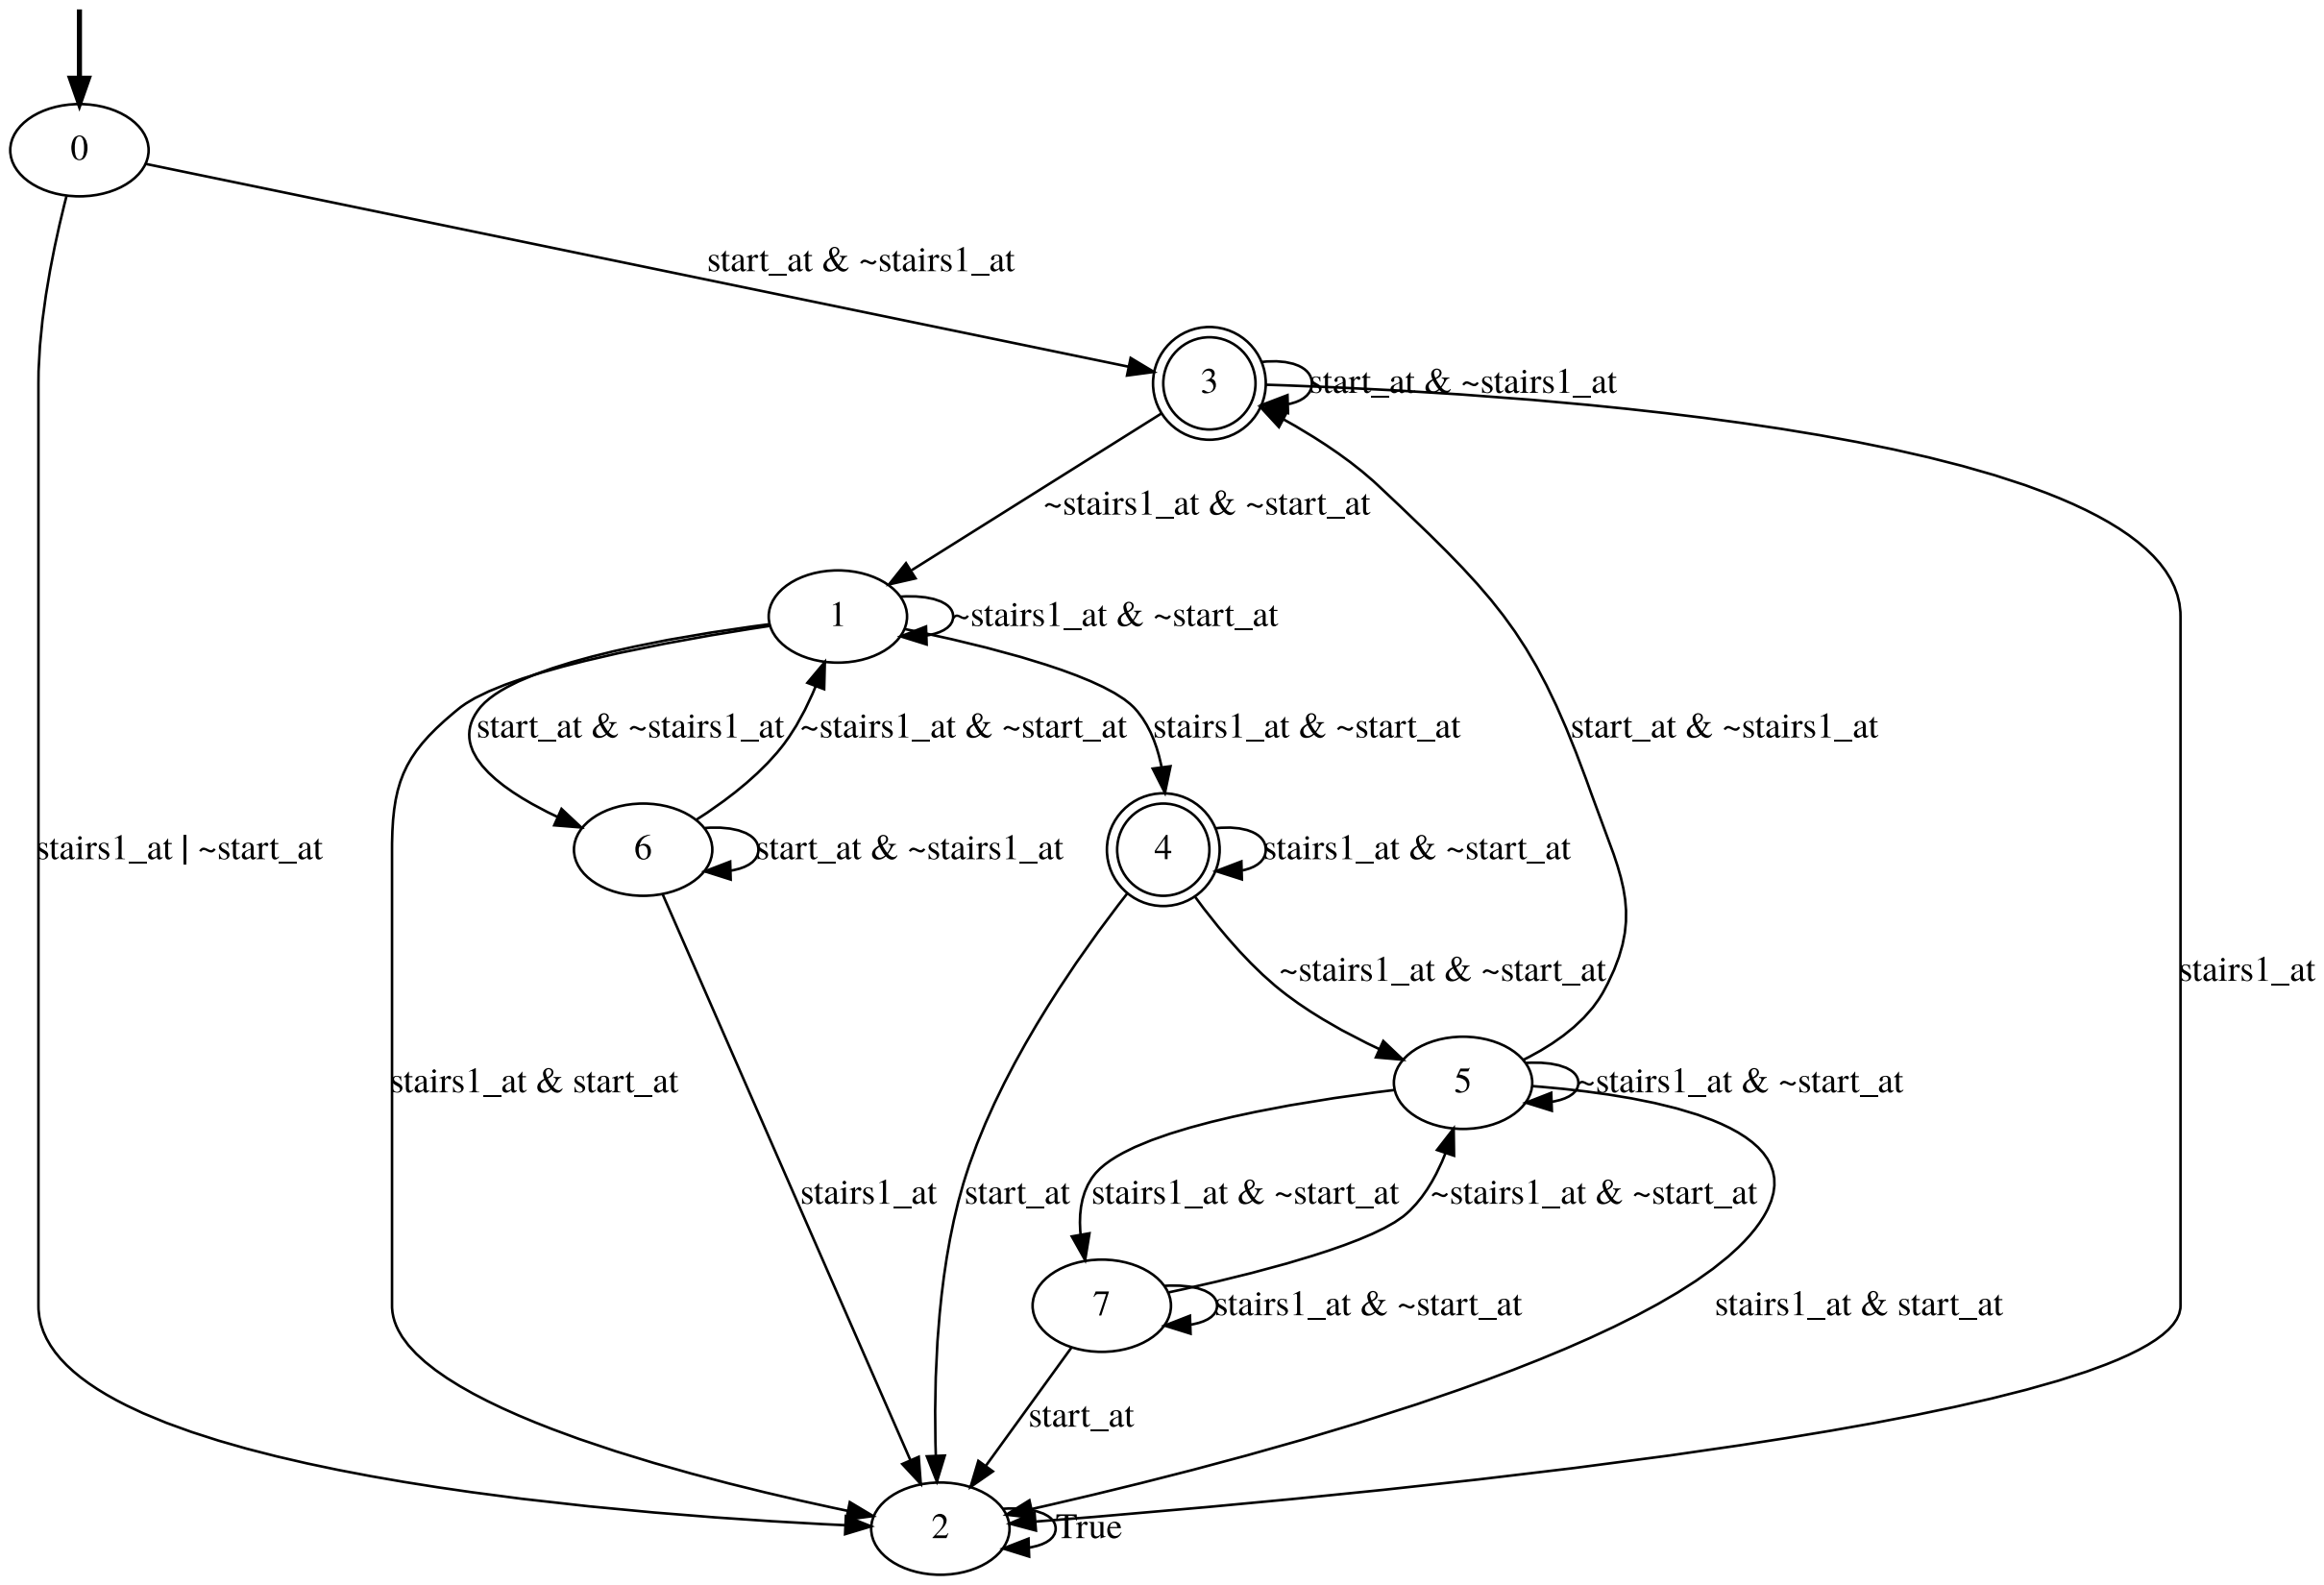 0
start_at & ~stairs1_at
3
start_at & ~stairs1_at
~stairs1_at & ~start_at
1
~stairs1_at & ~start_at
start_at & ~stairs1_at
~stairs1_at & ~start_at
stairs1_at & ~start_at
start_at & ~stairs1_at
stairs1_at | ~start_at
6
start_at & ~stairs1_at
4
stairs1_at & ~start_at
~stairs1_at & ~start_at
stairs1_at
stairs1_at & start_at
5
~stairs1_at & ~start_at
stairs1_at
start_at
stairs1_at & ~start_at
~stairs1_at & ~start_at
7
stairs1_at & ~start_at
stairs1_at & start_at
start_at
2
True